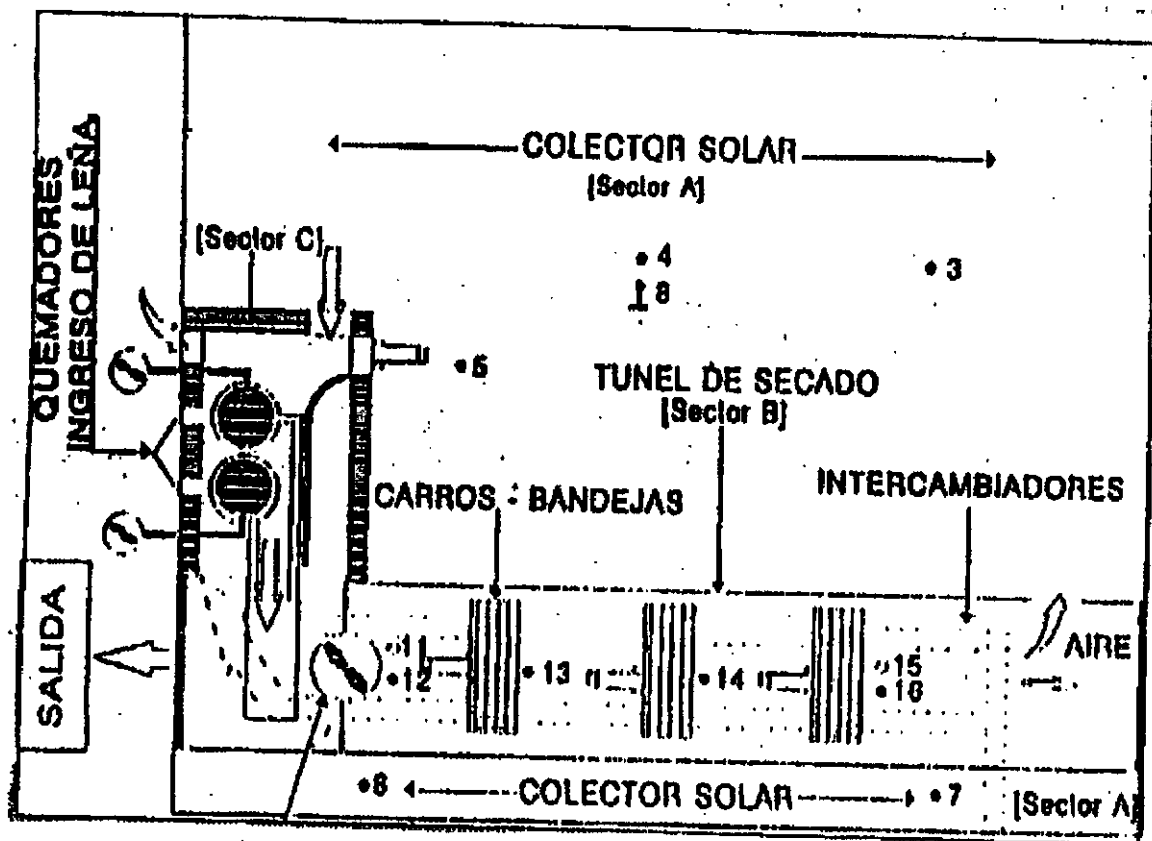 COLECTOR SOLAR
[Sector A]
QUEMADORES
INGRESO DE LEÑA
[Sector C]
4
3
8
5
TUNEL DE SECADO
[Sector B]
CARROS - BANDEJAS
INTERCAMBIADORES
SALIDA
11
12
13
14
15
16
AIRE
6
COLECTOR SOLAR
7
[Sector A]